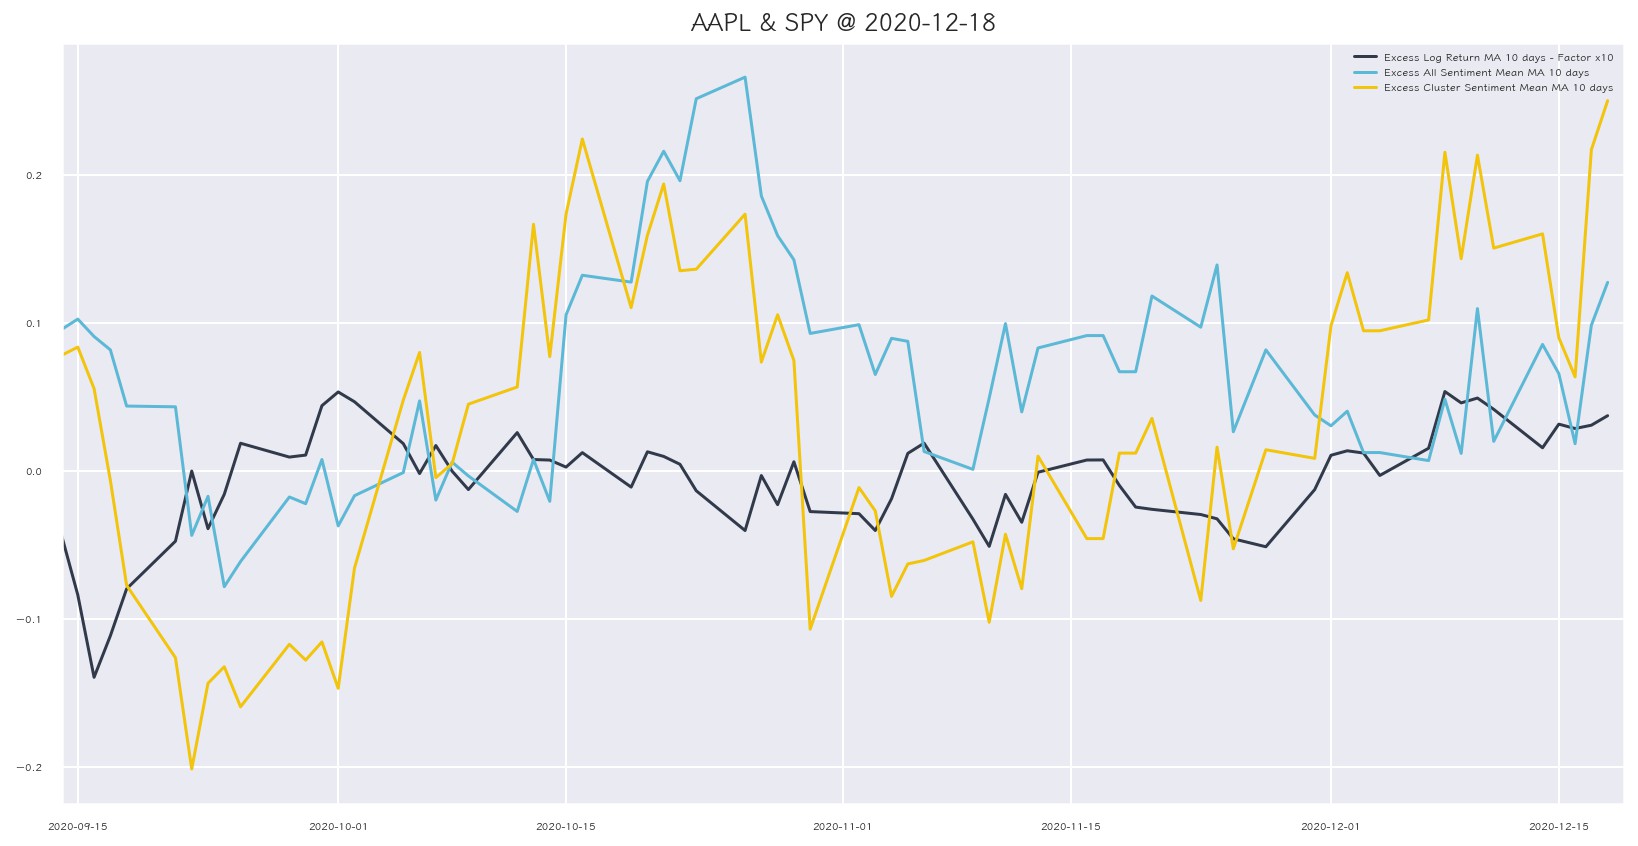 AAPL & SPY @ 2020-12-18
Excess Log Return MA 10 days - Factor x10
Excess All Sentiment Mean MA 10 days
Excess Cluster Sentiment Mean MA 10 days
0.2
0.1
0.0
−0.1
−0.2
2020-09-15 2020-10-01 2020-10-15 2020-11-01 2020-11-15 2020-12-01 2020-12-15